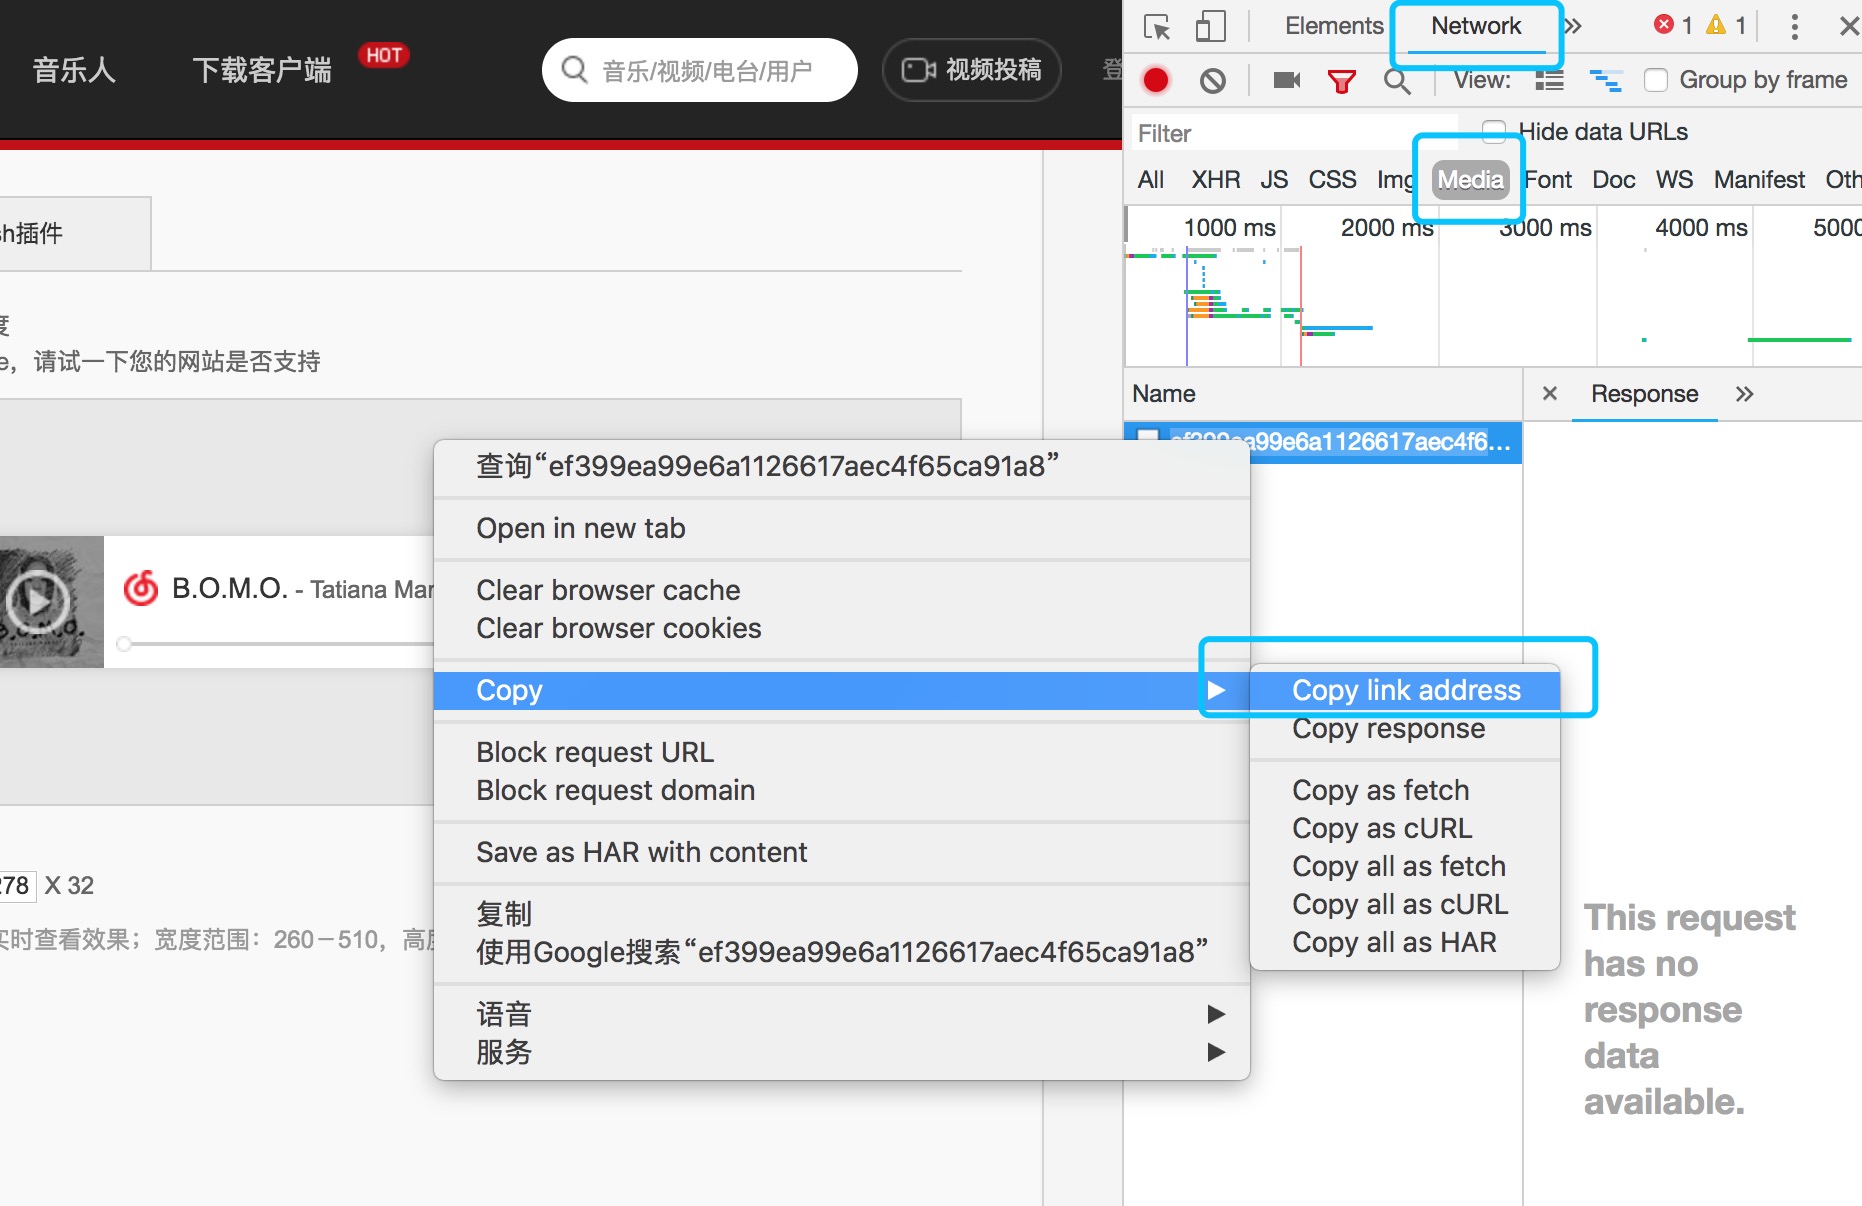 音乐人
下载客户端
HOT
音乐/视频/电台/用户
视频投稿
登
sh插件
度
e，请试一下您的网站是否支持
B.O.M.O. - Tatiana Mar
278 X 32
实时查看效果；宽度范围：260－510，高度
Elements
Network
1
1
View:
Group by frame
Filter
Hide data URLs
All
XHR
JS
CSS
Img
Media
Font
Doc
WS
Manifest
Oth
1000 ms
2000 ms
3000 ms
4000 ms
5000
Name
Response
ef399ea99e6a1126617aec4f6...
查询“ef399ea99e6a1126617aec4f65ca91a8”
Open in new tab
Clear browser cache
Clear browser cookies
Copy
Block request URL
Block request domain
Save as HAR with content
复制
使用Google搜索“ef399ea99e6a1126617aec4f65ca91a8”
语音
服务
Copy link address
Copy response
Copy as fetch
Copy as cURL
Copy all as fetch
Copy all as cURL
Copy all as HAR
This request
has no
response
data
available.